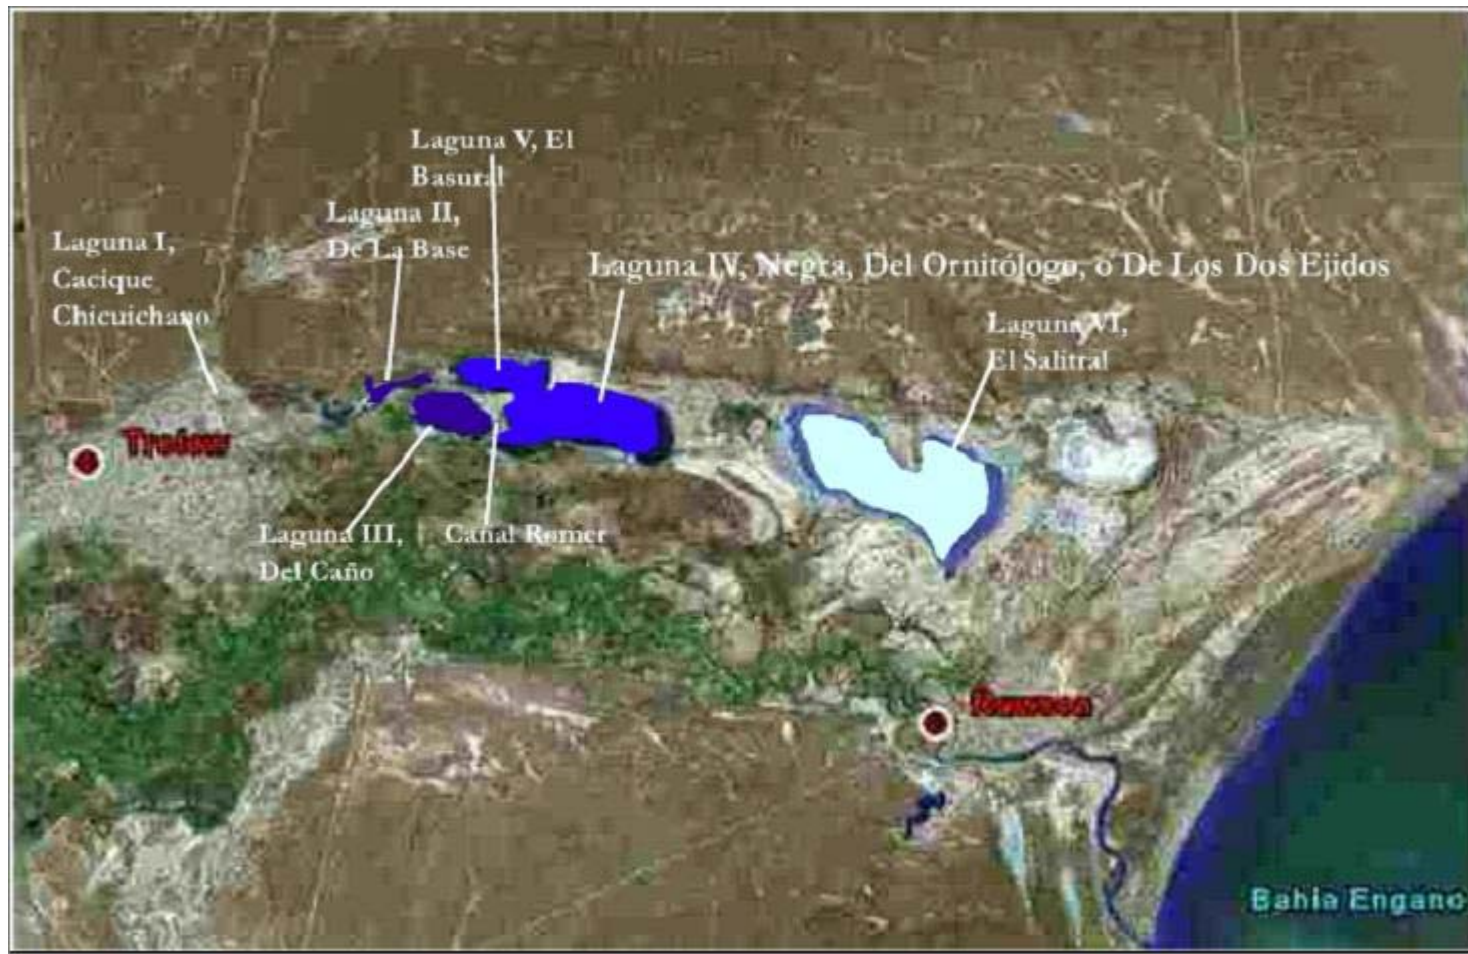 Laguna V, El
Basural
Laguna II,
De La Base
Laguna I,
Cacique
Chicuichano
Laguna IV, Negra, Del Ornitólogo, o De Los Dos Ejidos
Laguna VI,
El Salitral
Trelew
Laguna III,
Del Caño
Canal Romer
Bahia Engano